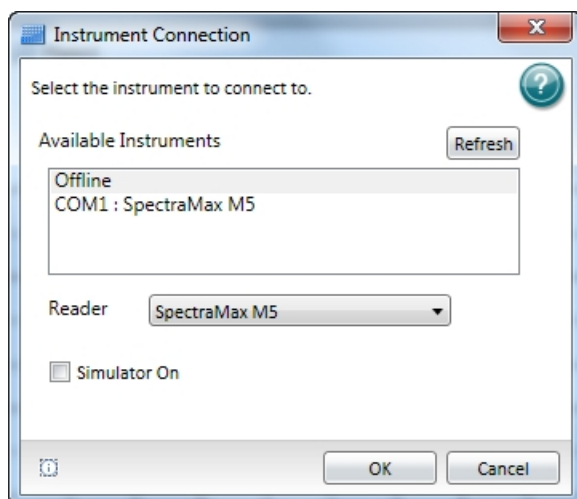 Instrument Connection
x
Select the instrument to connect to.
?
Available Instruments
Refresh
Offline
COM1 : SpectraMax M5
Reader
SpectraMax M5
Simulator On
i
OK
Cancel